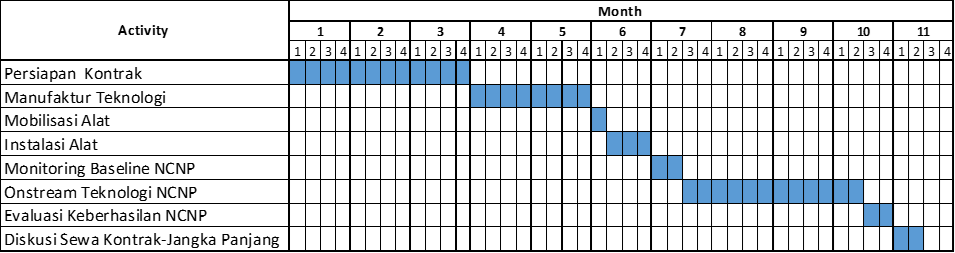 Activity
Month
1 2 3 4 5 6 7 8 9 10 11
1 2 3 4 1 2 3 4 1 2 3 4 1 2 3 4 1 2 3 4 1 2 3 4 1 2 3 4 1 2 3 4 1 2 3 4 1 2 3 4 1 2 3 4
Persiapan Kontrak
Manufaktur Teknologi
Mobilisasi Alat
Instalasi Alat
Monitoring Baseline NCNP
Onstream Teknologi NCNP
Evaluasi Keberhasilan NCNP
Diskusi Sewa Kontrak-Jangka Panjang